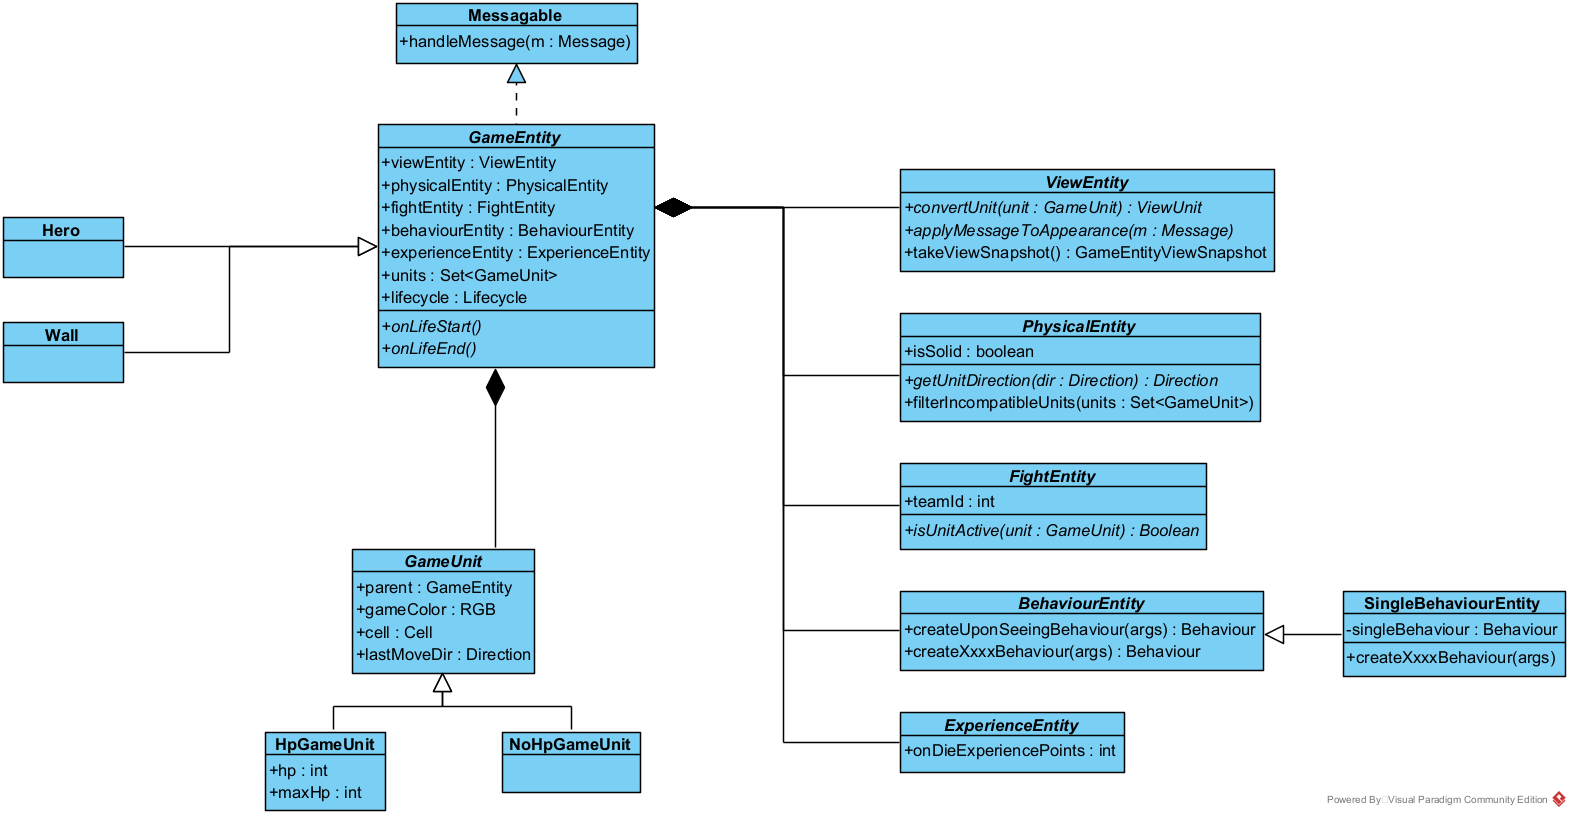 Messagable
+handleMessage(m : Message)
GameEntity
+viewEntity : ViewEntity
+physicalEntity : PhysicalEntity
+fightEntity : FightEntity
+behaviourEntity : BehaviourEntity
+experienceEntity : ExperienceEntity
+units : Set<GameUnit>
+lifecycle : Lifecycle
+onLifeStart()
+onLifeEnd()
Hero
Wall
ViewEntity
+convertUnit(unit : GameUnit) : ViewUnit
+applyMessageToAppearance(m : Message)
+takeViewSnapshot() : GameEntityViewSnapshot
PhysicalEntity
+isSolid : boolean
+getUnitDirection(dir : Direction) : Direction
+filterIncompatibleUnits(units : Set<GameUnit>)
FightEntity
+teamId : int
+isUnitActive(unit : GameUnit) : Boolean
GameUnit
+parent : GameEntity
+gameColor : RGB
+cell : Cell
+lastMoveDir : Direction
BehaviourEntity
+createUponSeeingBehaviour(args) : Behaviour
+createXxxxBehaviour(args) : Behaviour
SingleBehaviourEntity
-singleBehaviour : Behaviour
+createXxxxBehaviour(args)
HpGameUnit
+hp : int
+maxHp : int
NoHpGameUnit
ExperienceEntity
+onDieExperiencePoints : int
Powered By Visual Paradigm Community Edition